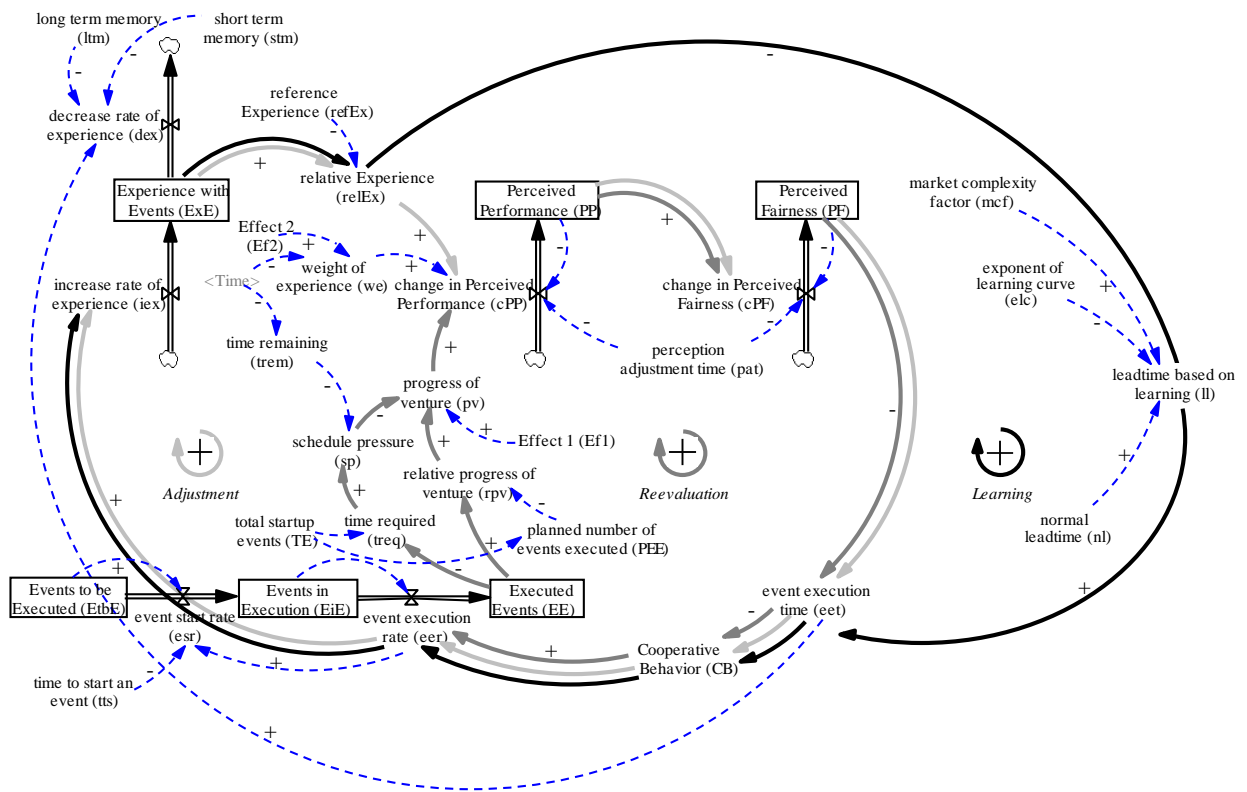 long term memory
(ltm)
short term
memory (stm)
-
-
-
decrease rate of
experience (dex)
reference
Experience (refEx)
-
+
relative Experience
(relEx)
Experience with
Events (ExE)
Perceived
Performance (PP)
Perceived
Fairness (PF)
market complexity
factor (mcf)
+
+
-
-
Effect 2
(Ef2)
+
-
<Time>
weight of
experience (we)
+
change in Perceived
Performance (cPP)
change in Perceived
Fairness (cPF)
exponent of
learning curve
(elc)
+
-
increase rate of
experience (iex)
-
-
-
time remaining
(trem)
+
perception
adjustment time (pat)
leadtime based on
learning (ll)
-
progress of
venture (pv)
-
+
+
Effect 1 (Ef1)
-
schedule pressure
(sp)
+
Adjustment
Reevaluation
Learning
relative progress of
venture (rpv)
+
+
-
total startup
events (TE)
time required
(treq)
planned number of
events executed (PEE)
+
normal
leadtime (nl)
+
Events to be
Executed (EtbE)
Events in
Execution (EiE)
Executed
Events (EE)
event execution
time (eet)
+
event start rate
(esr)
event execution
rate (eer)
-
Cooperative
Behavior (CB)
+
+
-
time to start an
event (tts)
+